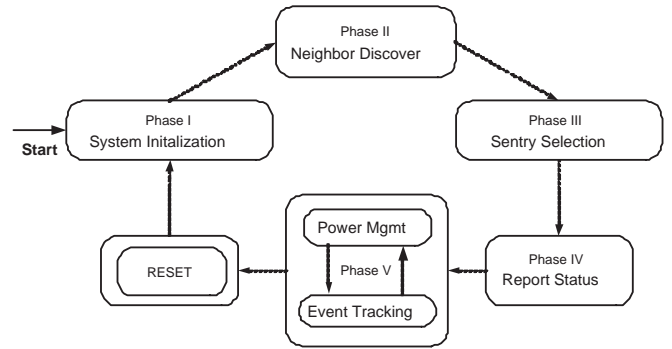 Phase II
Neighbor Discover
Phase I
System Initalization
Start
Phase III
Sentry Selection
Power Mgmt
Phase V
Event Tracking
RESET
Phase IV
Report Status